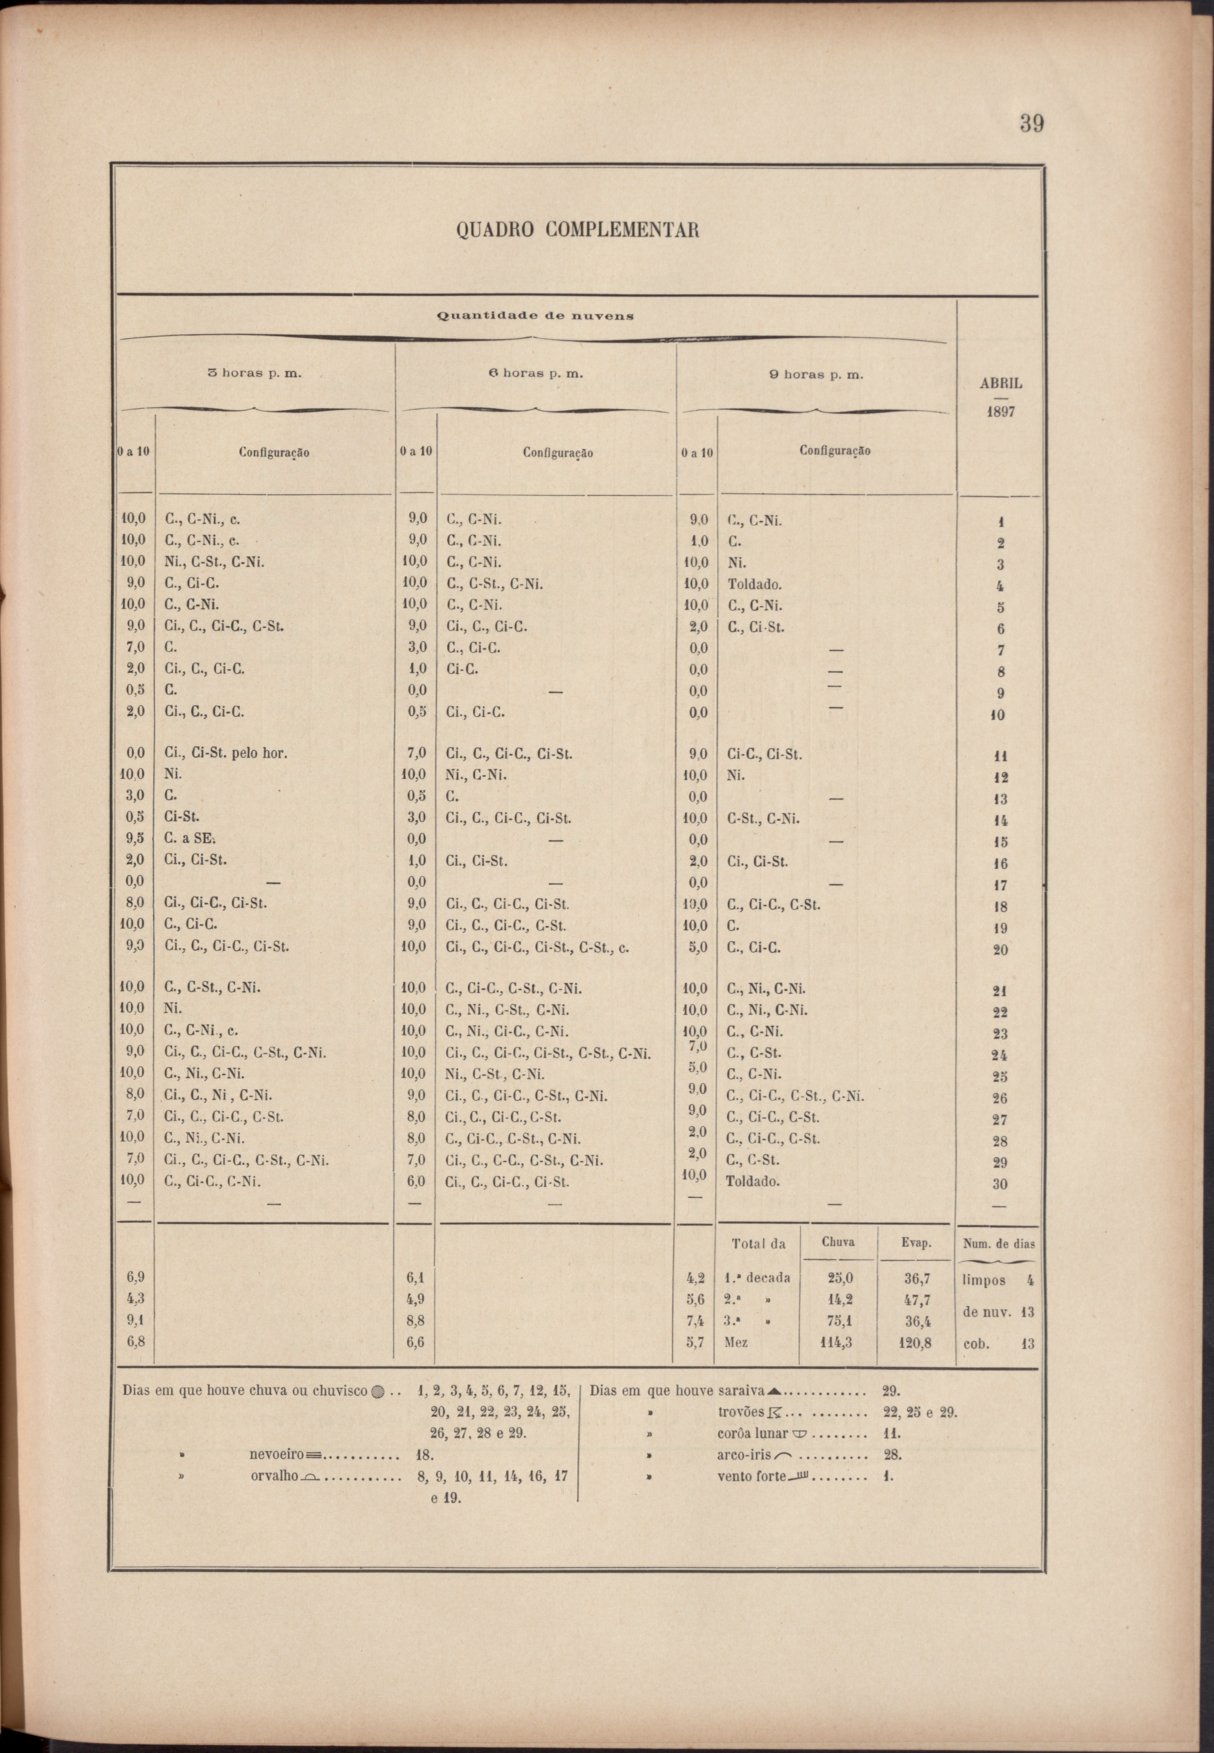 39
QUADRO COMPLEMENTAR
Quantidade de nuvens
3 horas p. m. 6 horas p. m. 9 horas p. m. ABRIL
1897
0 a 10 Configuração 0 a 10 Configuração 0 a 10 Configuração
10,0 C., C-Ni., c. 9,0 C., C-Ni. 9,0 C., C-Ni. 1
10,0 C., C-Ni., c. 9,0 C., C-Ni. 1,0 C. 2
10,0 Ni., C-St., C-Ni. 10,0 C., C-Ni. 10,0 Ni. 3
9,0 C., Ci-C. 10,0 C., C-St., C-Ni. 10,0 Toldado. 4
10,0 C., C-Ni. 10,0 C., C-Ni. 10,0 C., C-Ni. 5
9,0 Ci., C., Ci-C., C-St. 9,0 Ci., C., Ci-C. 2,0 C., Ci-St. 6
7,0 C. 3,0 C., Ci-C. 0,0 — 7
2,0 Ci., C., Ci-C. 1,0 Ci-C. 0,0 — 8
0,5 C. 0,0 — 0,0 — 9
2,0 Ci., C., Ci-C. 0,5 Ci., Ci-C. 0,0 — 10
0,0 Ci., Ci-St. pelo hor. 7,0 Ci., C., Ci-C., Ci-St. 9,0 Ci-C., Ci-St. 11
10,0 Ni. 10,0 Ni., C-Ni. 10,0 Ni. 12
3,0 C. 0,5 C. 0,0 — 13
0,5 Ci-St. 3,0 Ci., C., Ci-C., Ci-St. 10,0 C-St., C-Ni. 14
9,5 C. a SE. 0,0 — 0,0 — 15
2,0 Ci., Ci-St. 1,0 Ci., Ci-St. 2,0 Ci., Ci-St. 16
0,0 — 0,0 — 0,0 — 17
8,0 Ci., Ci-C., Ci-St. 9,0 Ci., C., Ci-C., Ci-St. 10,0 C., Ci-C., C-St. 18
10,0 C., Ci-C. 9,0 Ci., C., Ci-C., C-St. 10,0 C. 19
9,0 Ci., C., Ci-C., Ci-St. 10,0 Ci., C., Ci-C., Ci-St., C-St., c. 5,0 C., Ci-C. 20
10,0 C., C-St., C-Ni. 10,0 C., Ci-C., C-St., C-Ni. 10,0 C., Ni., C-Ni. 21
10,0 Ni. 10,0 C., Ni., C-St., C-Ni. 10,0 C., Ni., C-Ni. 22
10,0 C., C-Ni., c. 10,0 C., Ni., Ci-C., C-Ni. 10,0 C., C-Ni. 23
9,0 Ci., C., Ci-C., C-St., C-Ni. 10,0 Ci., C., Ci-C., Ci-St., C-St., C-Ni. 7,0 C., C-St. 24
10,0 C., Ni., C-Ni. 10,0 Ni., C-St., C-Ni. 5,0 C., C-Ni. 25
8,0 Ci., C., Ni, C-Ni. 9,0 Ci., C., Ci-C., C-St., C-Ni. 9,0 C., Ci-C., C-St., C-Ni. 26
7,0 Ci., C., Ci-C., C-St. 8,0 Ci., C., Ci-C., C-St. 9,0 C., Ci-C., C-St. 27
10,0 C., Ni., C-Ni. 8,0 C., Ci-C., C-St., C-Ni. 2,0 C., Ci-C., C-St. 28
7,0 Ci., C., Ci-C., C-St., C-Ni. 7,0 Ci., C., C-C., C-St., C-Ni. 2,0 C., C-St. 29
10,0 C., Ci-C., C-Ni. 6,0 Ci., C., Ci-C., Ci-St. 10,0 Toldado. 30
— — — — — — —
Total da Chuva Evap. Num. de dias
6,9 6,1 4,2 1.ª decada 25,0 36,7 limpos 4
4,3 4,9 5,6 2.ª » 14,2 47,7
de nuv. 13
9,1 8,8 7,4 3.ª » 75,1 36,4
6,8 6,6 5,7 Mez 114,3 120,8 cob. 13
Dias em que houve chuva ou chuvisco .. 1, 2, 3, 4, 5, 6, 7, 12, 15,
20, 21, 22, 23, 24, 25,
26, 27, 28 e 29.
» nevoeiro ........... 18.
» orvalho ............ 8, 9, 10, 11, 14, 16, 17
e 19.
Dias em que houve saraiva ............ 29.
» trovões ... ........ 22, 25 e 29.
» corôa lunar ........ 11.
» arco-iris .......... 28.
» vento forte ........ 1.